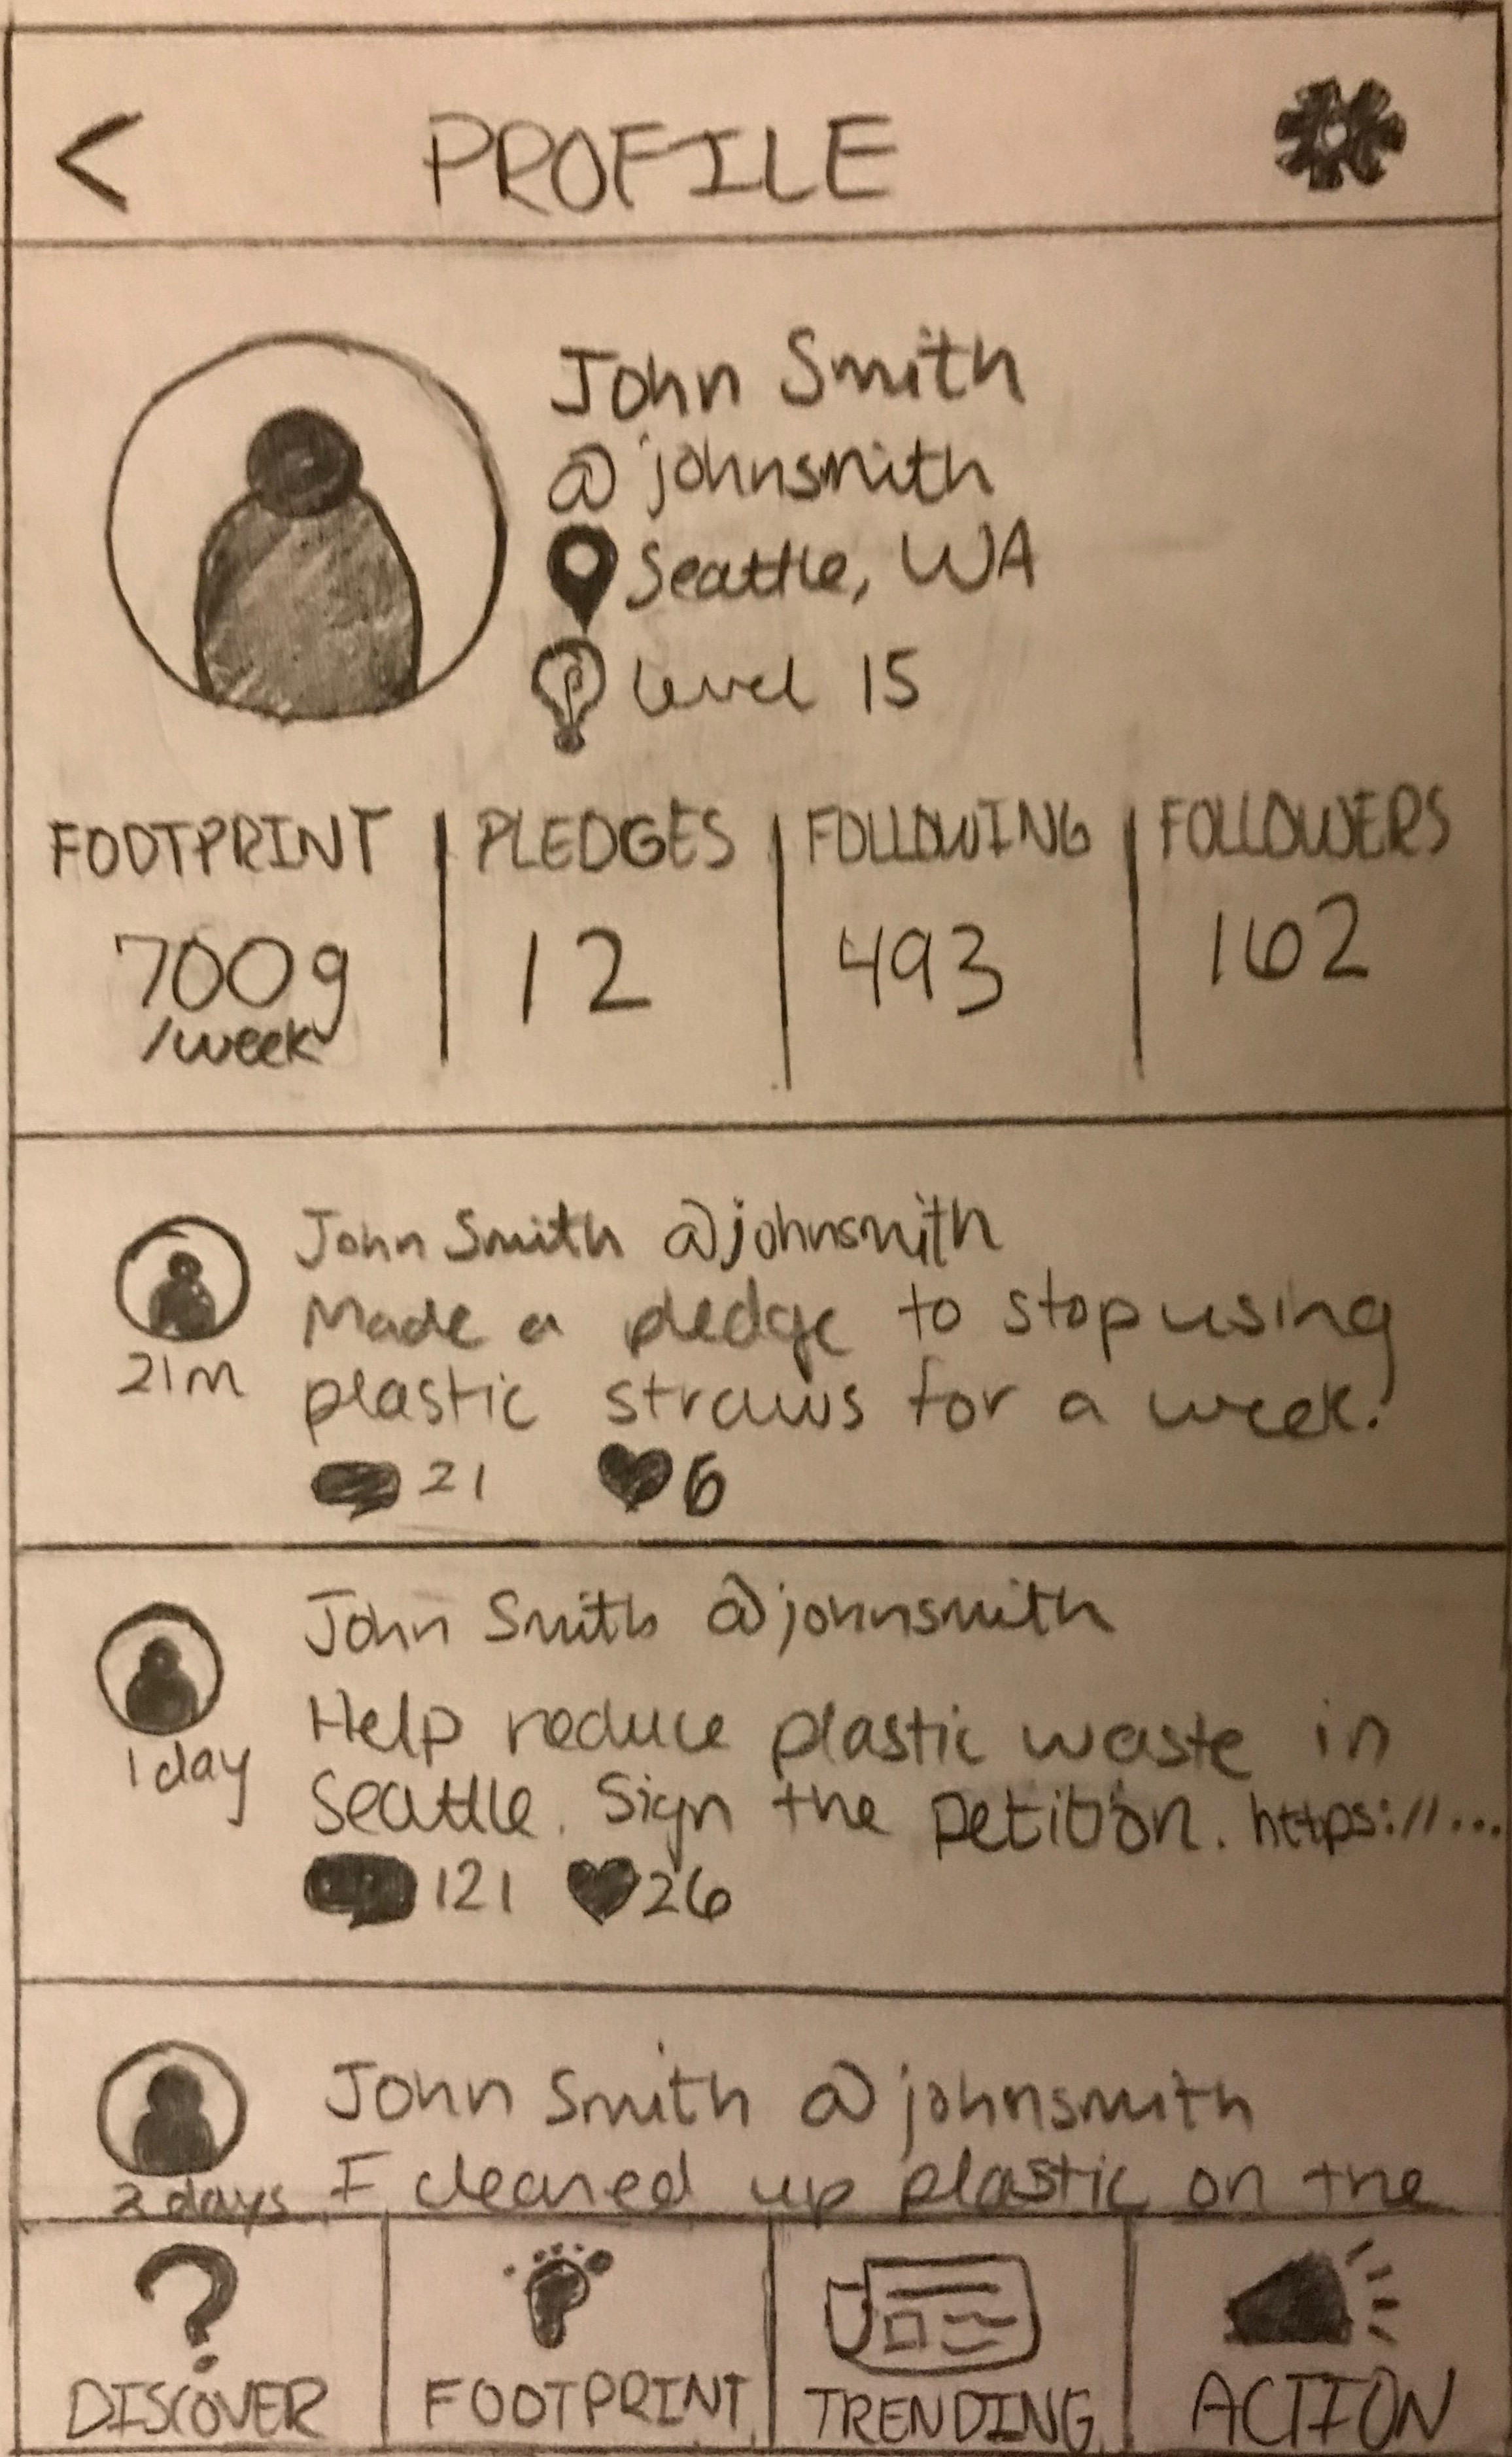 < PROFILE
John Smith
@johnsmith
Seattle, WA
Level 15
FOOTPRINT | PLEDGES | FOLLOWING | FOLLOWERS
700g 12 493 162
/week
John Smith @johnsmith
Made a pledge to stop using
21m plastic straws for a week!
21 6
John Smith @johnsmith
Help reduce plastic waste in
1 day Seattle. Sign the petition. https://...
121 26
John Smith @johnsmith
2 days I cleaned up plastic on the
?
DISCOVER FOOTPRINT TRENDING ACTION